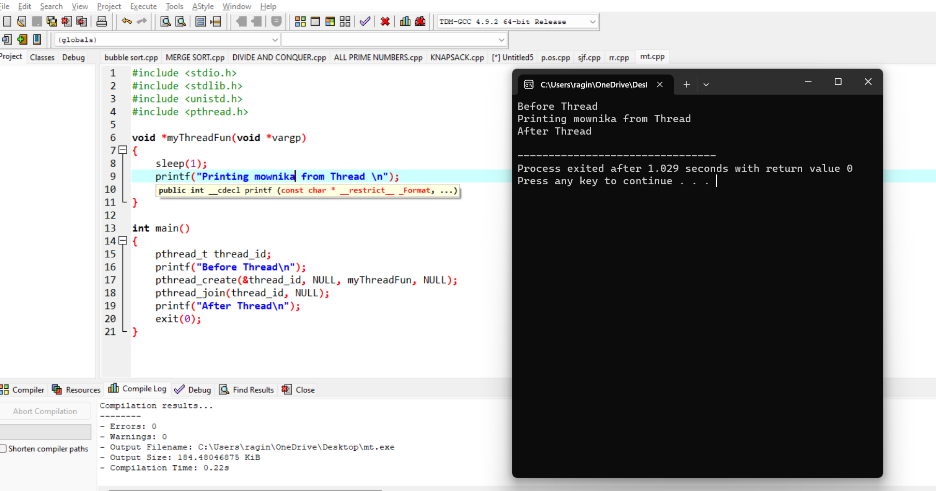 File Edit Search View Project Execute Tools AStyle Window Help
TDM-GCC 4.9.2 64-bit Release
(globals)
Project Classes Debug
bubble sort.cpp MERGE SORT.cpp DIVIDE AND CONQUER.cpp ALL PRIME NUMBERS.cpp KNAPSACK.cpp [*] Untitled5 p.os.cpp sjf.cpp rr.cpp mt.cpp
1 #include <stdio.h>
2 #include <stdlib.h>
3 #include <unistd.h>
4 #include <pthread.h>
5
6 void *myThreadFun(void *vargp)
7 {
8 sleep(1);
9 printf("Printing mownika from Thread \n");
10 public int __cdecl printf (const char * __restrict__ _Format, ...)
11 }
12
13 int main()
14 {
15 pthread_t thread_id;
16 printf("Before Thread\n");
17 pthread_create(&thread_id, NULL, myThreadFun, NULL);
18 pthread_join(thread_id, NULL);
19 printf("After Thread\n");
20 exit(0);
21 }
C:\Users\ragin\OneDrive\Desl
Before Thread
Printing mownika from Thread
After Thread
--------------------------------
Process exited after 1.029 seconds with return value 0
Press any key to continue . . .
Compiler Resources Compile Log Debug Find Results Close
Abort Compilation
Shorten compiler paths
Compilation results...
--------
- Errors: 0
- Warnings: 0
- Output Filename: C:\Users\ragin\OneDrive\Desktop\mt.exe
- Output Size: 184.48046875 KiB
- Compilation Time: 0.22s